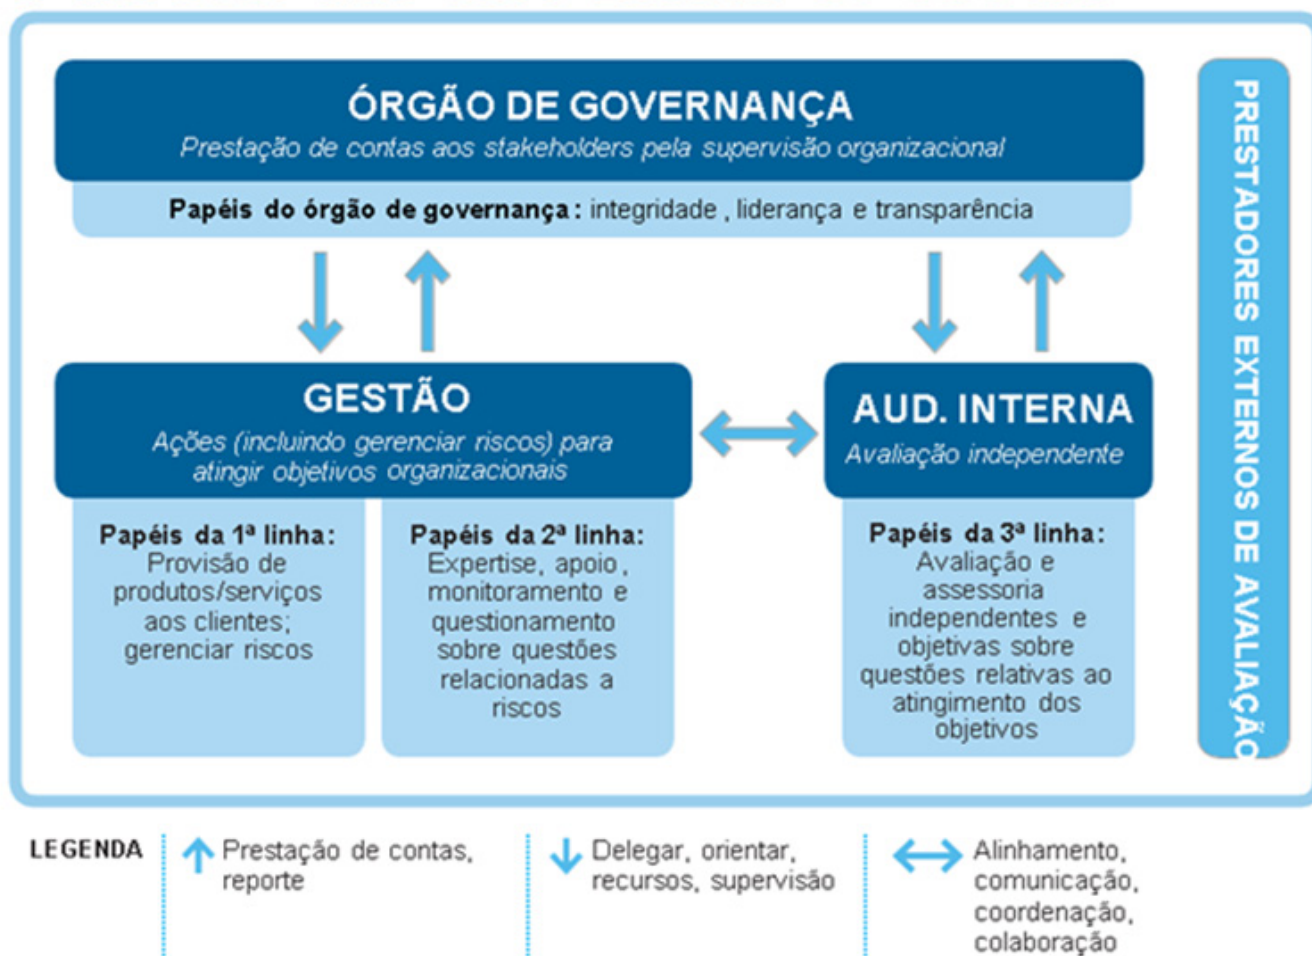 ÓRGÃO DE GOVERNANÇA
Prestação de contas aos stakeholders pela supervisão organizacional
Papéis do órgão de governança: integridade, liderança e transparência
GESTÃO
Ações (incluindo gerenciar riscos) para
atingir objetivos organizacionais
Papéis da 1ª linha:
Provisão de
produtos/serviços
aos clientes;
gerenciar riscos
Papéis da 2ª linha:
Expertise, apoio,
monitoramento e
questionamento
sobre questões
relacionadas a
riscos
AUD. INTERNA
Avaliação independente
Papéis da 3ª linha:
Avaliação e
assessoria
independentes e
objetivas sobre
questões relativas ao
atingimento dos
objetivos
PRESTADORES EXTERNOS DE AVALIAÇÃO
LEGENDA
Prestação de contas,
reporte
Delegar, orientar,
recursos, supervisão
Alinhamento,
comunicação,
coordenação,
colaboração